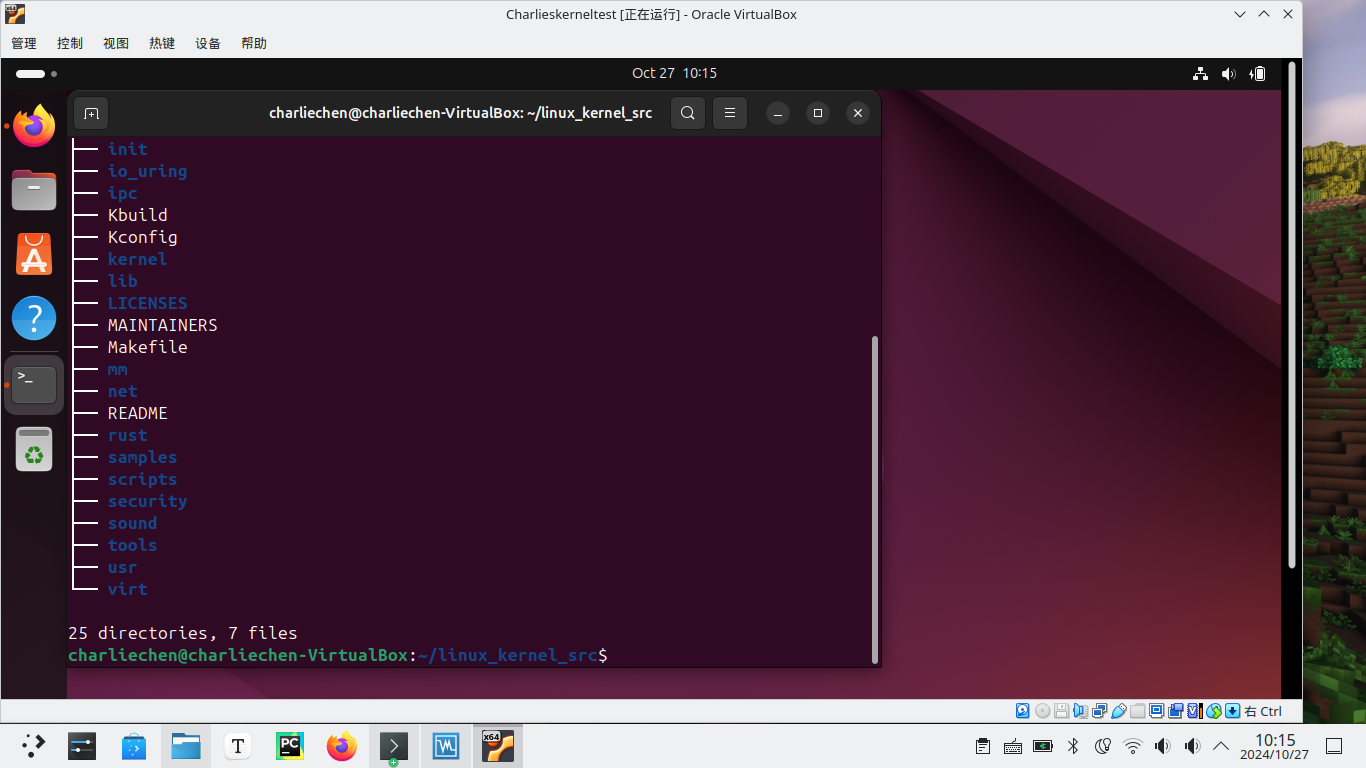 Charlieskerneltest [正在运行] - Oracle VirtualBox
管理 控制 视图 热键 设备 帮助
Oct 27 10:15
charliechen@charliechen-VirtualBox: ~/linux_kernel_src
├── init
├── io_uring
├── ipc
├── Kbuild
├── Kconfig
├── kernel
├── lib
├── LICENSES
├── MAINTAINERS
├── Makefile
├── mm
├── net
├── README
├── rust
├── samples
├── scripts
├── security
├── sound
├── tools
├── usr
└── virt
25 directories, 7 files
charliechen@charliechen-VirtualBox:~/linux_kernel_src$
右 Ctrl
T
PC
x64
10:15
2024/10/27